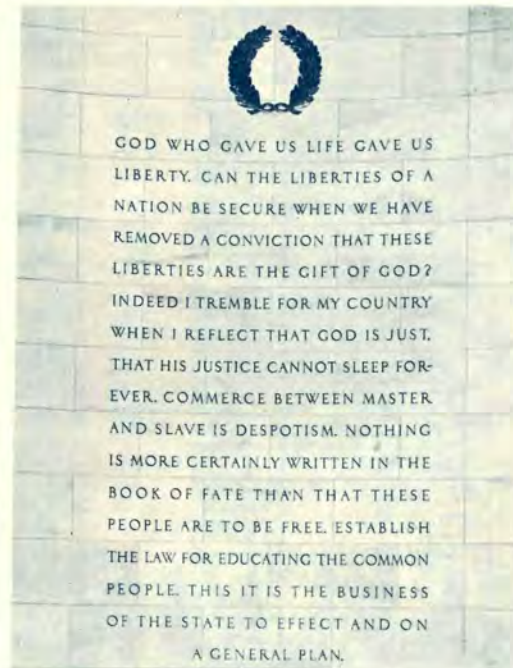 GOD WHO GAVE US LIFE GAVE US
LIBERTY. CAN THE LIBERTIES OF A
NATION BE SECURE WHEN WE HAVE
REMOVED A CONVICTION THAT THESE
LIBERTIES ARE THE GIFT OF GOD?
INDEED I TREMBLE FOR MY COUNTRY
WHEN I REFLECT THAT GOD IS JUST,
THAT HIS JUSTICE CANNOT SLEEP FOR-
EVER. COMMERCE BETWEEN MASTER
AND SLAVE IS DESPOTISM. NOTHING
IS MORE CERTAINLY WRITTEN IN THE
BOOK OF FATE THAN THAT THESE
PEOPLE ARE TO BE FREE. ESTABLISH
THE LAW FOR EDUCATING THE COMMON
PEOPLE. THIS IT IS THE BUSINESS
OF THE STATE TO EFFECT AND ON
A GENERAL PLAN.